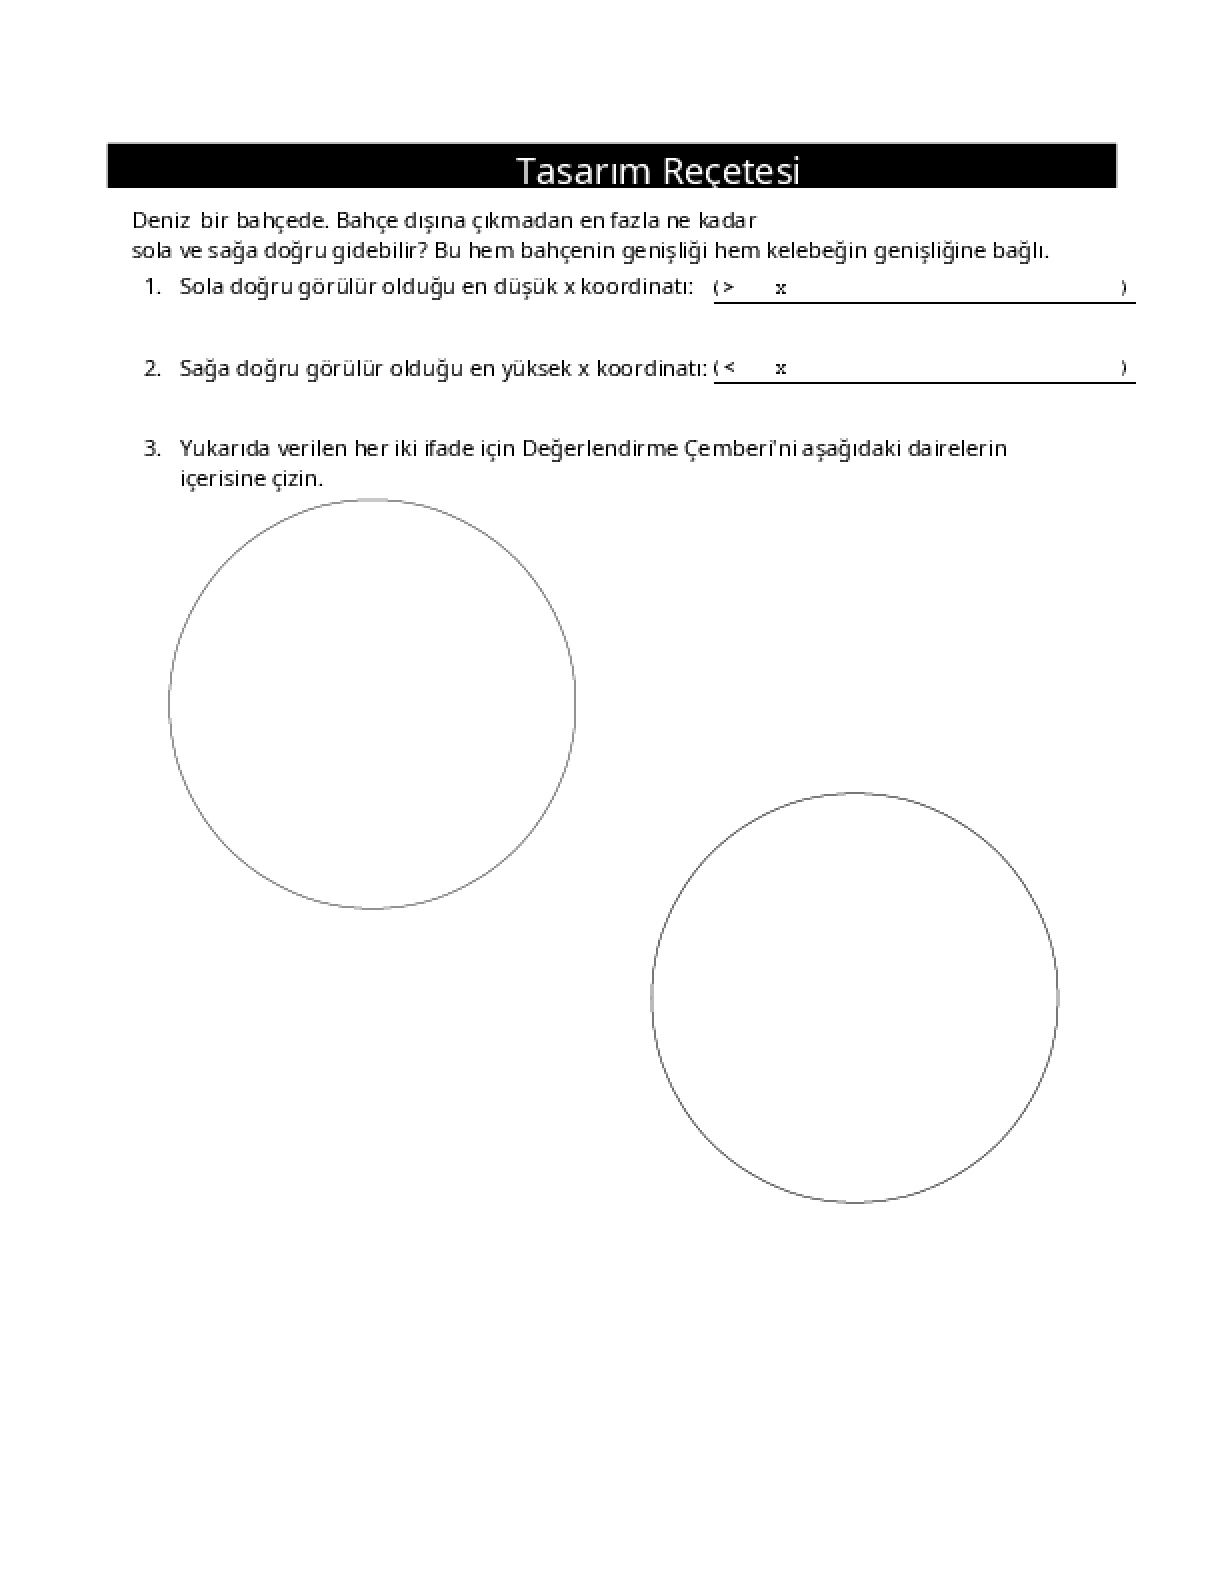 Tasarım Reçetesi
Deniz bir bahçede. Bahçe dışına çıkmadan en fazla ne kadar
sola ve sağa doğru gidebilir? Bu hem bahçenin genişliği hem kelebeğin genişliğine bağlı.
1. Sola doğru görülür olduğu en düşük x koordinatı: (> x )
2. Sağa doğru görülür olduğu en yüksek x koordinatı: (< x )
3. Yukarıda verilen her iki ifade için Değerlendirme Çemberi'ni aşağıdaki dairelerin
içerisine çizin.